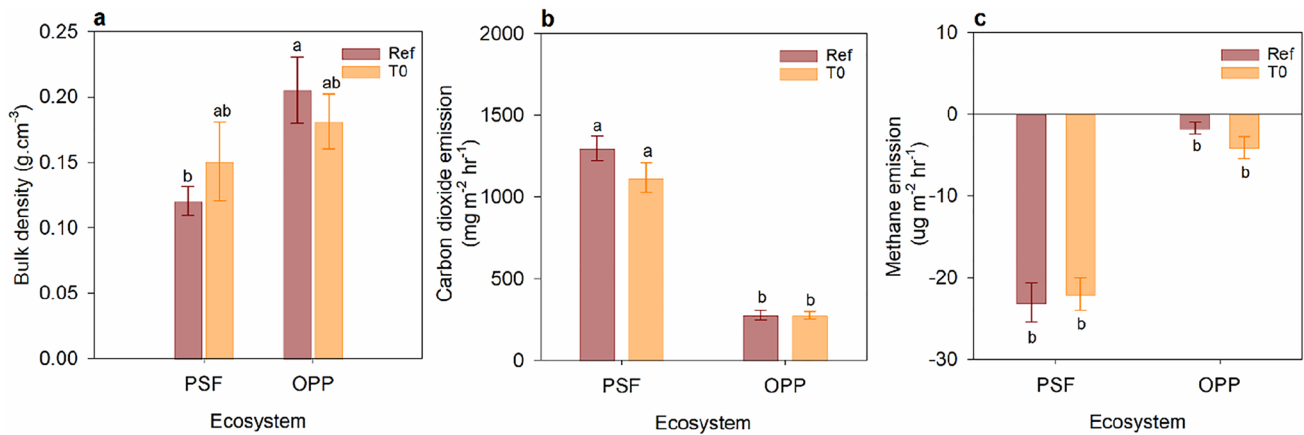 a
0.25
0.20
0.15
0.10
0.05
0.00
Bulk density (g.cm-3)
Ref
T0
b
ab
a
ab
PSF
OPP
Ecosystem
b
2000
1500
1000
500
0
Carbon dioxide emission
(mg m-2 hr-1)
Ref
T0
a
a
b
b
PSF
OPP
Ecosystem
c
10
0
-10
-20
-30
Methane emission
(ug m-2 hr-1)
Ref
T0
b
b
b
b
PSF
OPP
Ecosystem